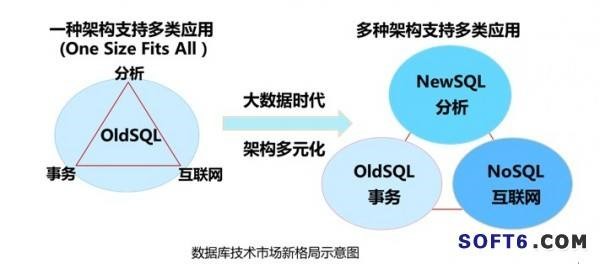 一种架构支持多类应用
(One Size Fits All )
分析
OldSQL
事务
互联网
大数据时代
架构多元化
多种架构支持多类应用
NewSQL
分析
OldSQL
事务
NoSQL
互联网
数据库技术市场新格局示意图
SOFT6.COM